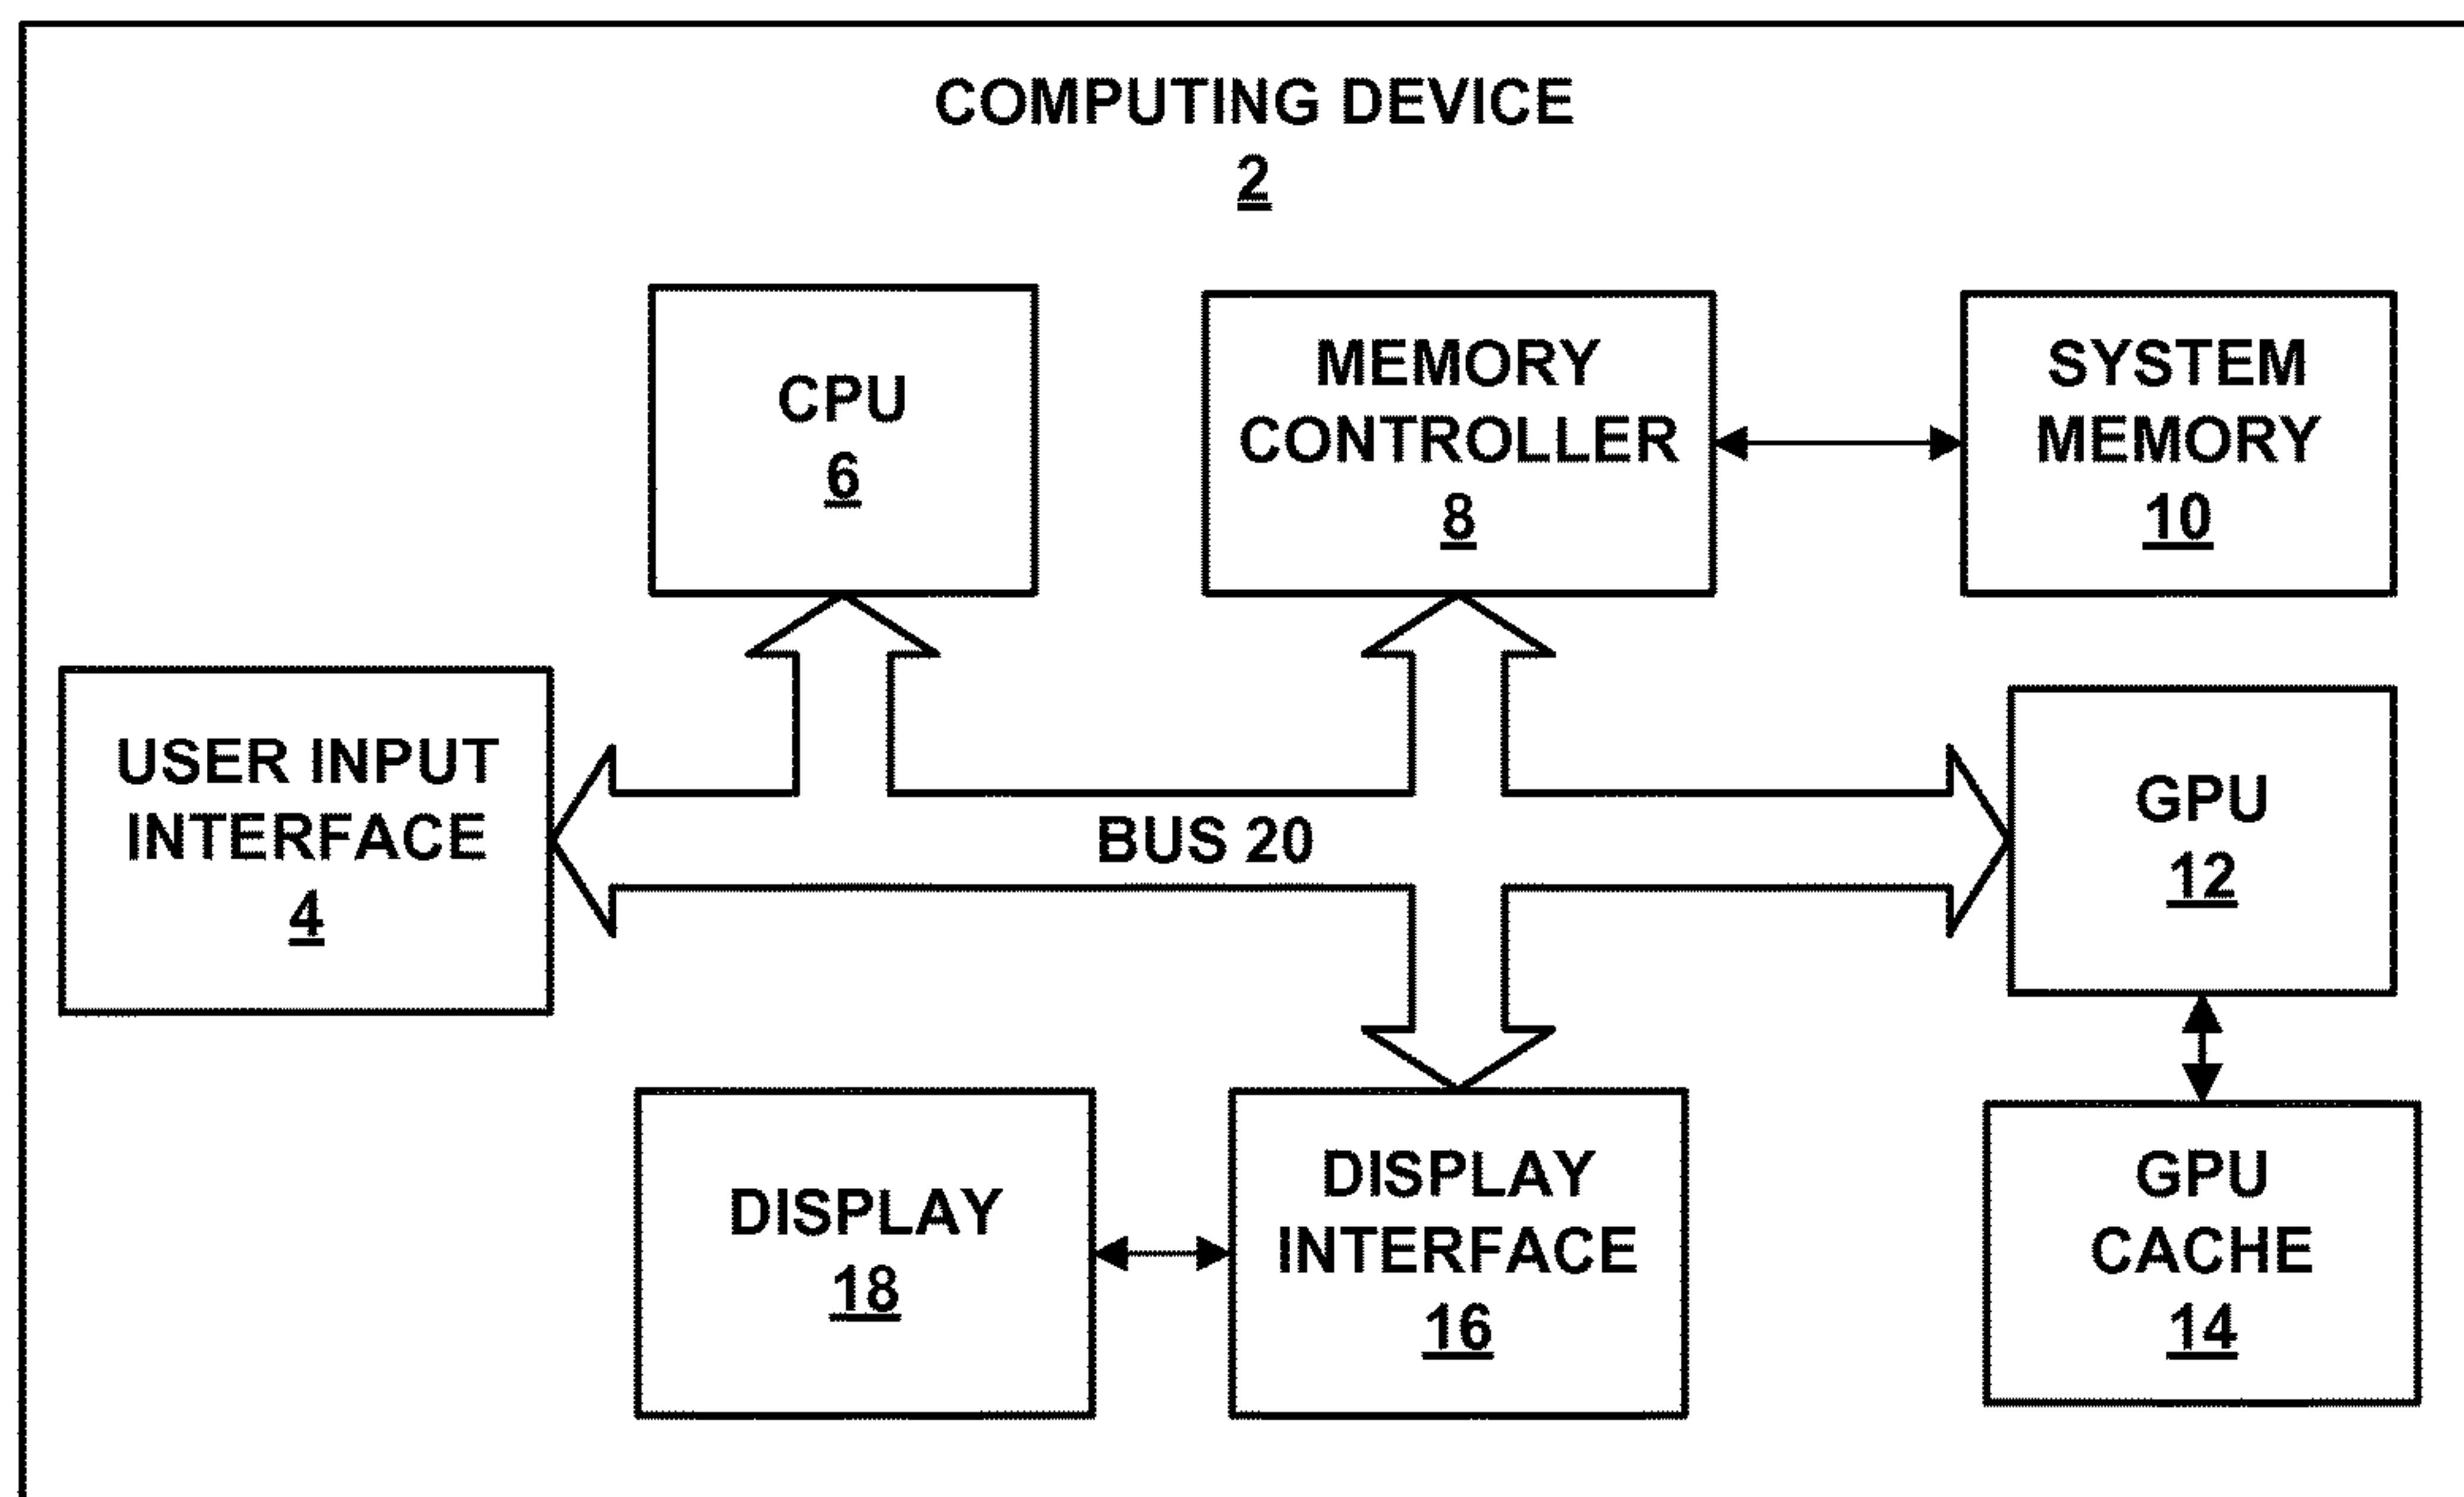 COMPUTING DEVICE
2
CPU
6
MEMORY
CONTROLLER
8
SYSTEM
MEMORY
10
USER INPUT
INTERFACE
4
BUS 20
GPU
12
DISPLAY
18
DISPLAY
INTERFACE
16
GPU
CACHE
14